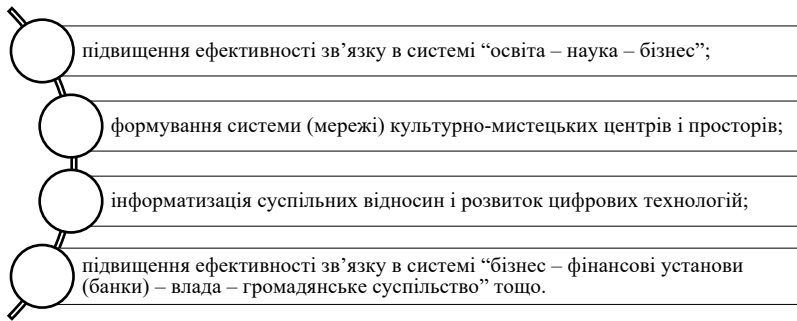 підвищення ефективності зв’язку в системі “освіта – наука – бізнес”;
формування системи (мережі) культурно-мистецьких центрів і просторів;
інформатизація суспільних відносин і розвиток цифрових технологій;
підвищення ефективності зв’язку в системі “бізнес – фінансові установи
(банки) – влада – громадянське суспільство” тощо.